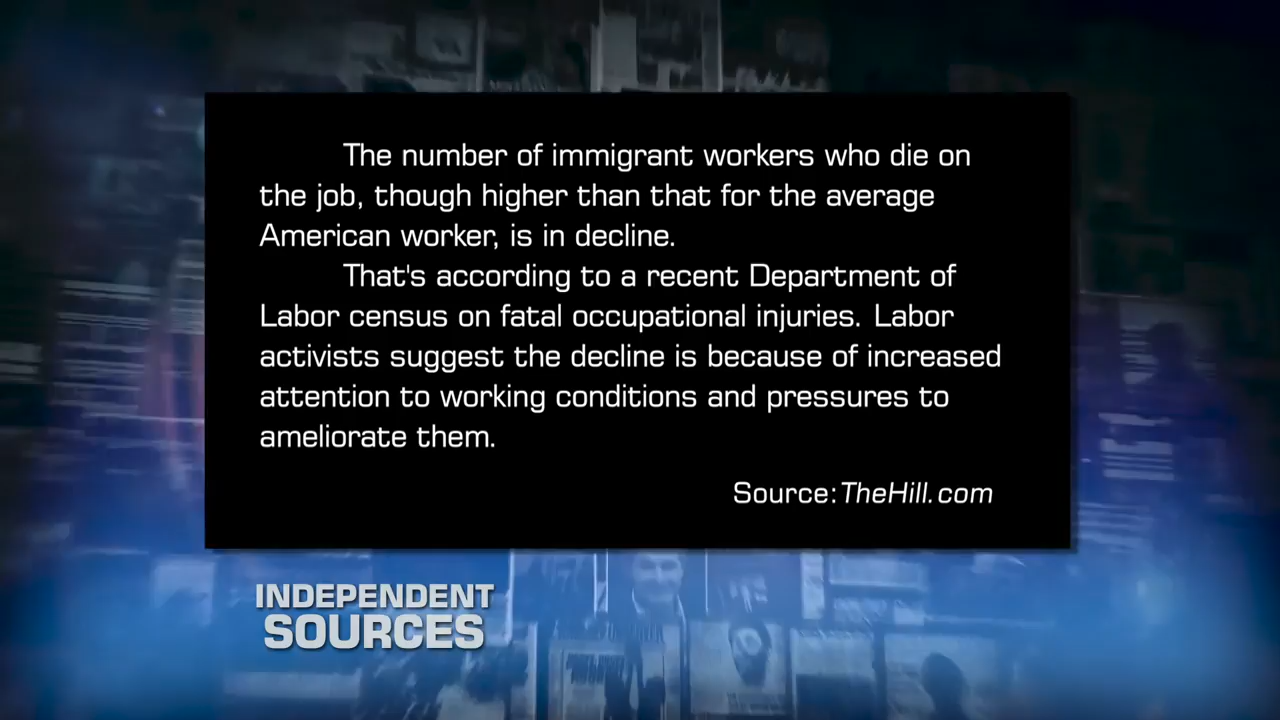 The number of immigrant workers who die on
the job, though higher than that for the average
American worker, is in decline.
That's according to a recent Department of
Labor census on fatal occupational injuries. Labor
activists suggest the decline is because of increased
attention to working conditions and pressures to
ameliorate them.
Source: TheHill.com
INDEPENDENT
SOURCES